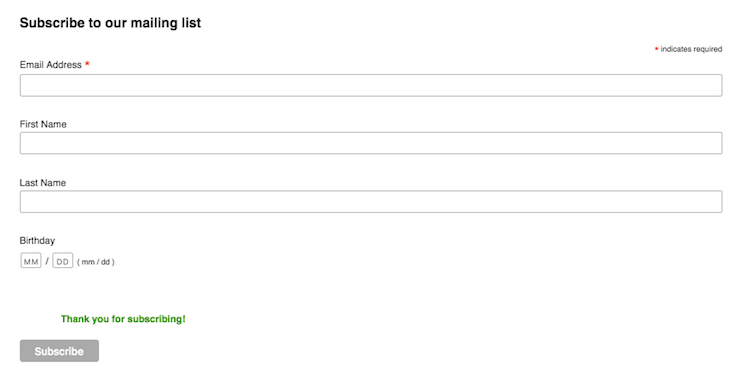 Subscribe to our mailing list
* indicates required
Email Address *
First Name
Last Name
Birthday
MM / DD ( mm / dd )
Thank you for subscribing!
Subscribe